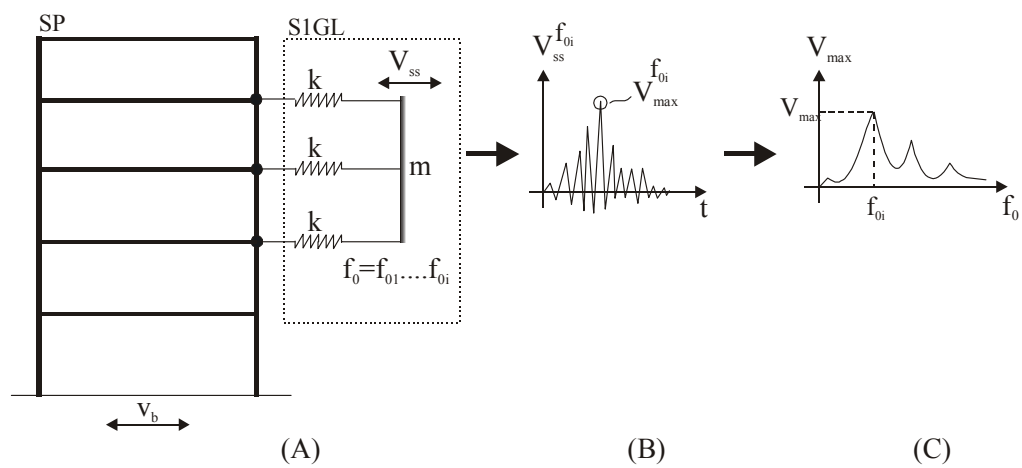 SP
S1GL
k
V_ss
k
m
k
f_0=f_01....f_0i
v_b
(A)
V_ss^f_0i
V_max^f_0i
t
(B)
V_max
V_max
f_0i
f_0
(C)